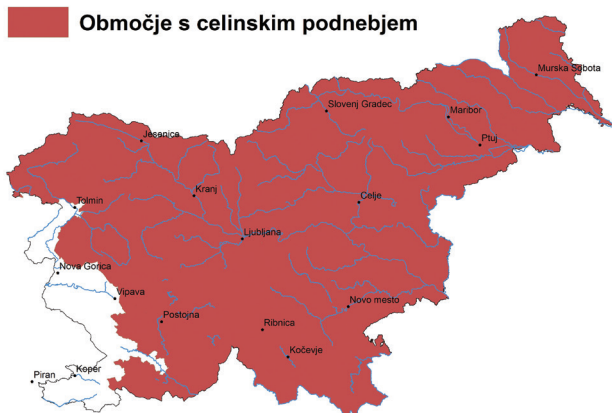 Območje s celinskim podnebjem
Murska Sobota
Slovenj Gradec
Maribor
Jesenice
Ptuj
Kranj
Celje
Tolmin
Ljubljana
Nova Gorica
Vipava
Novo mesto
Postojna
Ribnica
Kočevje
Koper
Piran